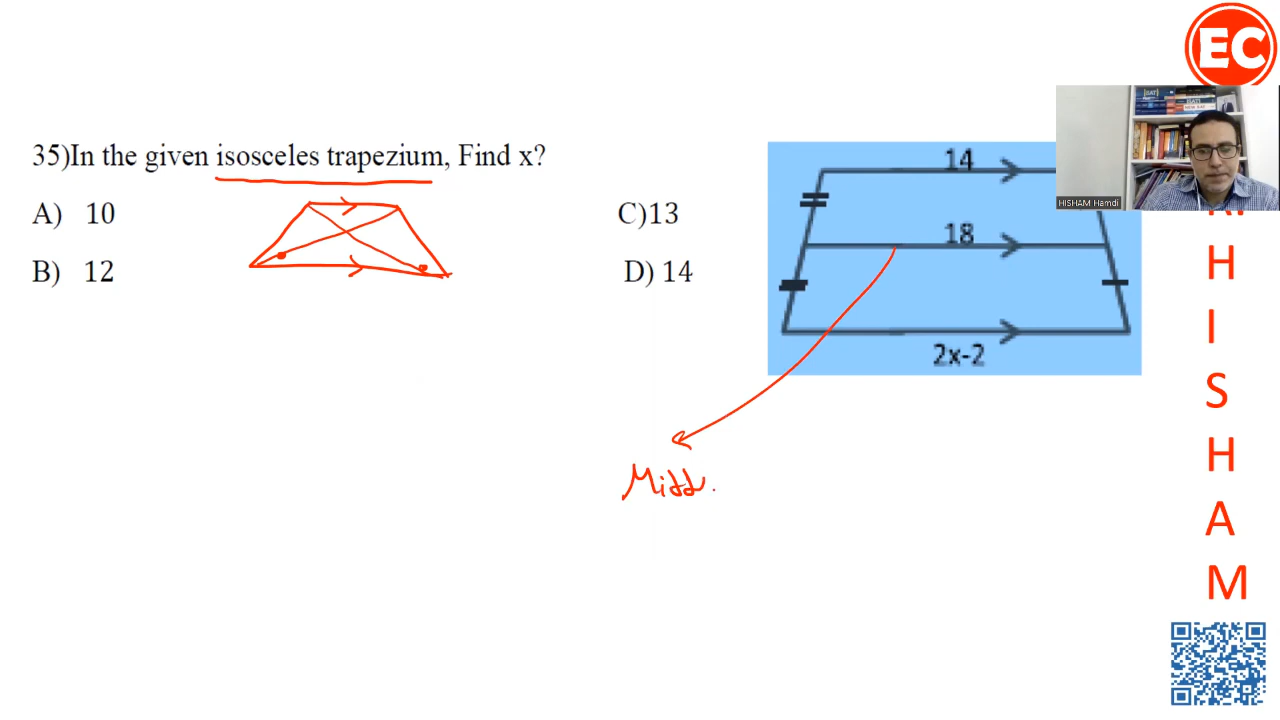 EC
HISHAM Hamdi
35)In the given isosceles trapezium, Find x?
A) 10
B) 12
C)13
D) 14
14
18
2x-2
Midd.
H
I
S
H
A
M